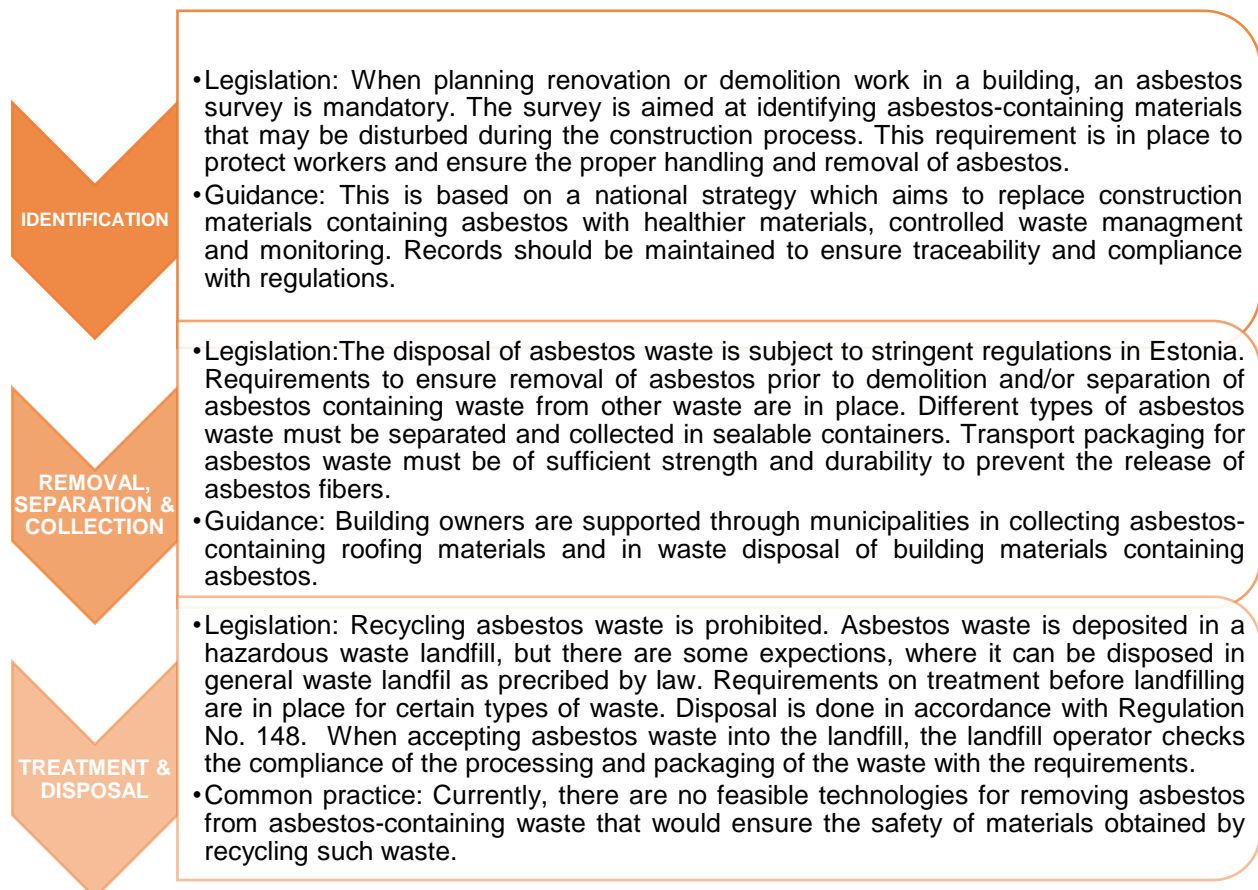 IDENTIFICATION
•Legislation: When planning renovation or demolition work in a building, an asbestos
survey is mandatory. The survey is aimed at identifying asbestos-containing materials
that may be disturbed during the construction process. This requirement is in place to
protect workers and ensure the proper handling and removal of asbestos.
•Guidance: This is based on a national strategy which aims to replace construction
materials containing asbestos with healthier materials, controlled waste managment
and monitoring. Records should be maintained to ensure traceability and compliance
with regulations.
REMOVAL,
SEPARATION &
COLLECTION
•Legislation:The disposal of asbestos waste is subject to stringent regulations in Estonia.
Requirements to ensure removal of asbestos prior to demolition and/or separation of
asbestos containing waste from other waste are in place. Different types of asbestos
waste must be separated and collected in sealable containers. Transport packaging for
asbestos waste must be of sufficient strength and durability to prevent the release of
asbestos fibers.
•Guidance: Building owners are supported through municipalities in collecting asbestos-
containing roofing materials and in waste disposal of building materials containing
asbestos.
TREATMENT &
DISPOSAL
•Legislation: Recycling asbestos waste is prohibited. Asbestos waste is deposited in a
hazardous waste landfill, but there are some expections, where it can be disposed in
general waste landfil as precribed by law. Requirements on treatment before landfilling
are in place for certain types of waste. Disposal is done in accordance with Regulation
No. 148. When accepting asbestos waste into the landfill, the landfill operator checks
the compliance of the processing and packaging of the waste with the requirements.
•Common practice: Currently, there are no feasible technologies for removing asbestos
from asbestos-containing waste that would ensure the safety of materials obtained by
recycling such waste.